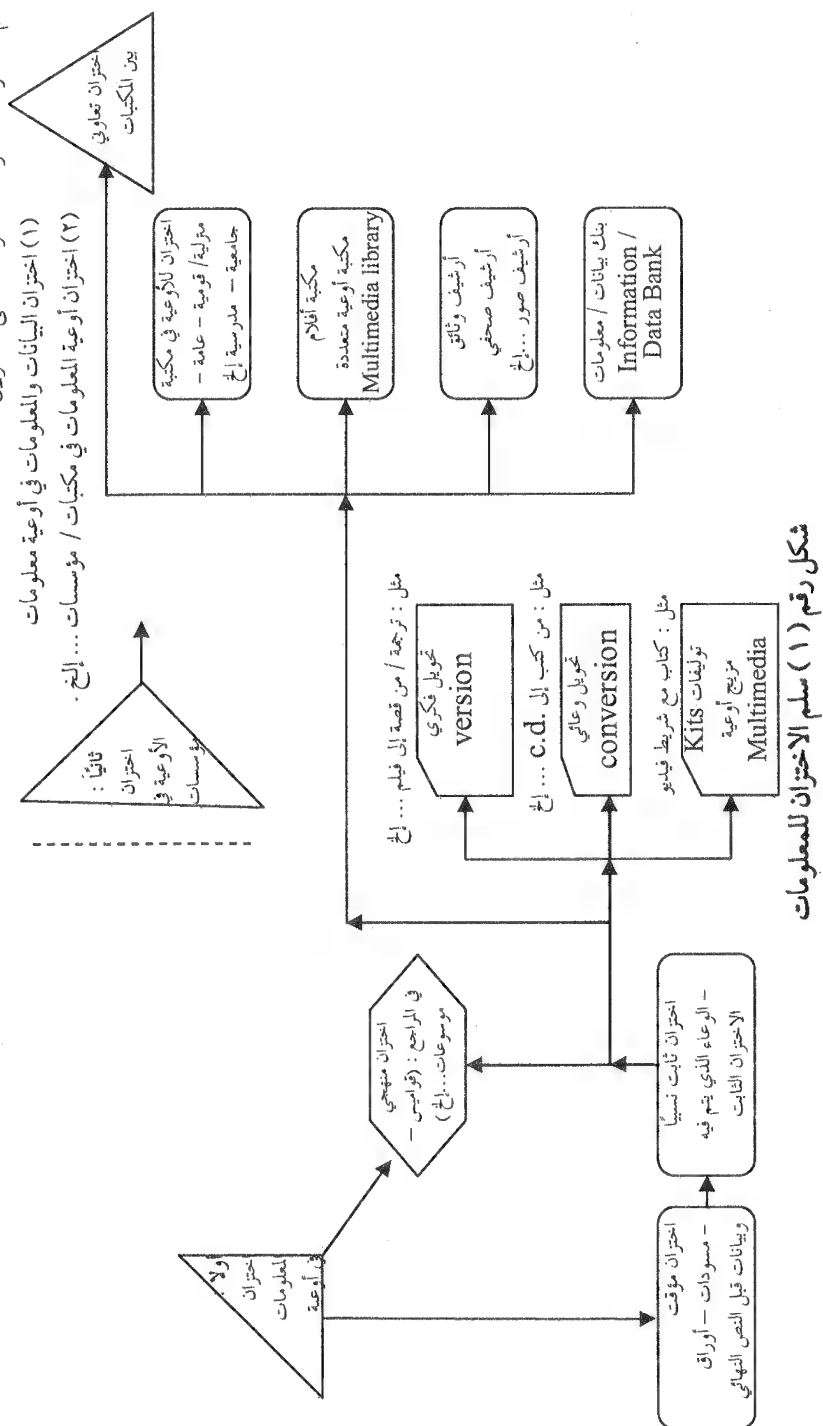 (١) اختزان البيانات والمعلومات في أوعية معلومات
(٢) اختزان أوعية المعلومات في مكتبات / مؤسسات ... إلخ .
أولا :
اختزان
المعلومات
في أوعية
اختزان مؤقت
- مسودات - أوراق
وبيانات قبل النص النهائي
اختزان ثابت نسبيًا
- الوعاء الذي يتم فيه
الاختزان الثابت
اختزان منهجي
في المراجع : (قواميس -
موسوعات...إلخ )
ثانيًا :
اختزان
الأوعية في
مؤسسات
مثل : ترجمة / من قصة إلى فيلم ... إلخ
تحويل فكري
version
مثل : من كتب إلى c.d. ... إلخ
تحويل وعائي
conversion
مثل : كتاب مع شريط فيديو
توليفات Kits
مزيج أوعية
Multimedia
اختزان تعاوني
بين المكتبات
اختزان للأوعية في مكتبة
منزلية/ قومية - عامة -
جامعية - مدرسية إلخ
مكتبة أفلام
مكتبة أوعية متعددة
Multimedia library
أرشيف وثائق
أرشيف صحفي
أرشيف صور ...إلخ
بنك بيانات / معلومات
Information /
Data Bank
شكل رقم ( ١ ) سلم الاختزان للمعلومات